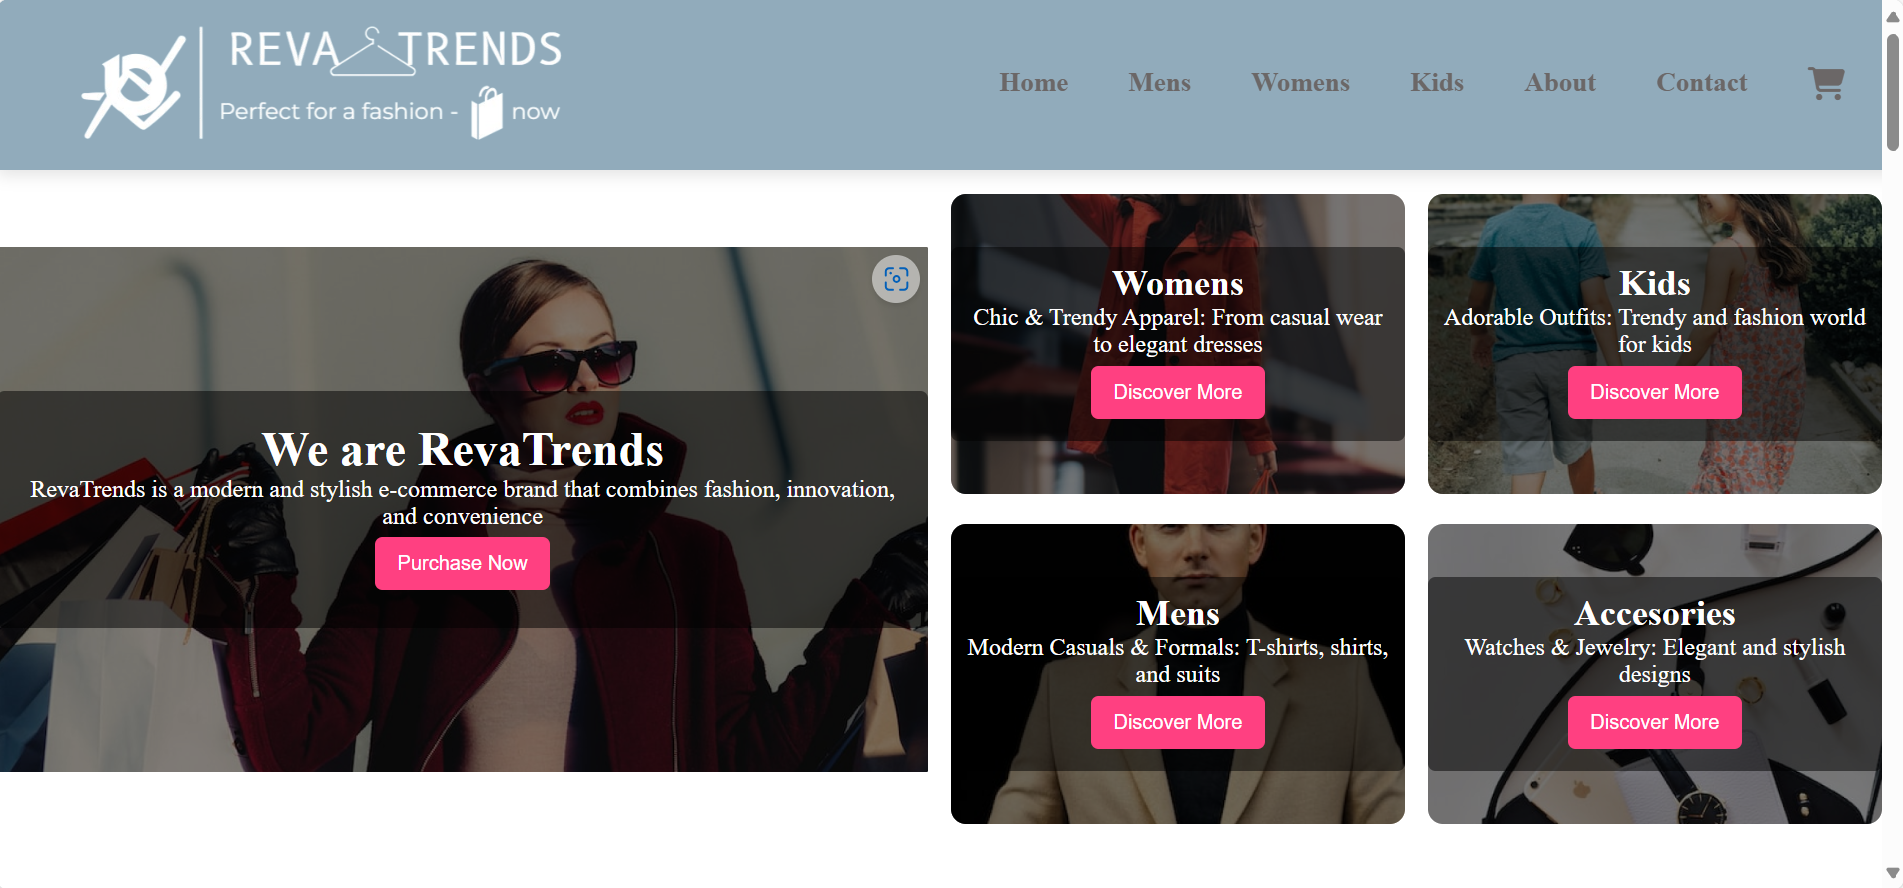 REVA TRENDS
Perfect for a fashion - now
Home Mens Womens Kids About Contact
We are RevaTrends
RevaTrends is a modern and stylish e-commerce brand that combines fashion, innovation,
and convenience
Purchase Now
Womens
Chic & Trendy Apparel: From casual wear
to elegant dresses
Discover More
Kids
Adorable Outfits: Trendy and fashion world
for kids
Discover More
Mens
Modern Casuals & Formals: T-shirts, shirts,
and suits
Discover More
Accesories
Watches & Jewelry: Elegant and stylish
designs
Discover More